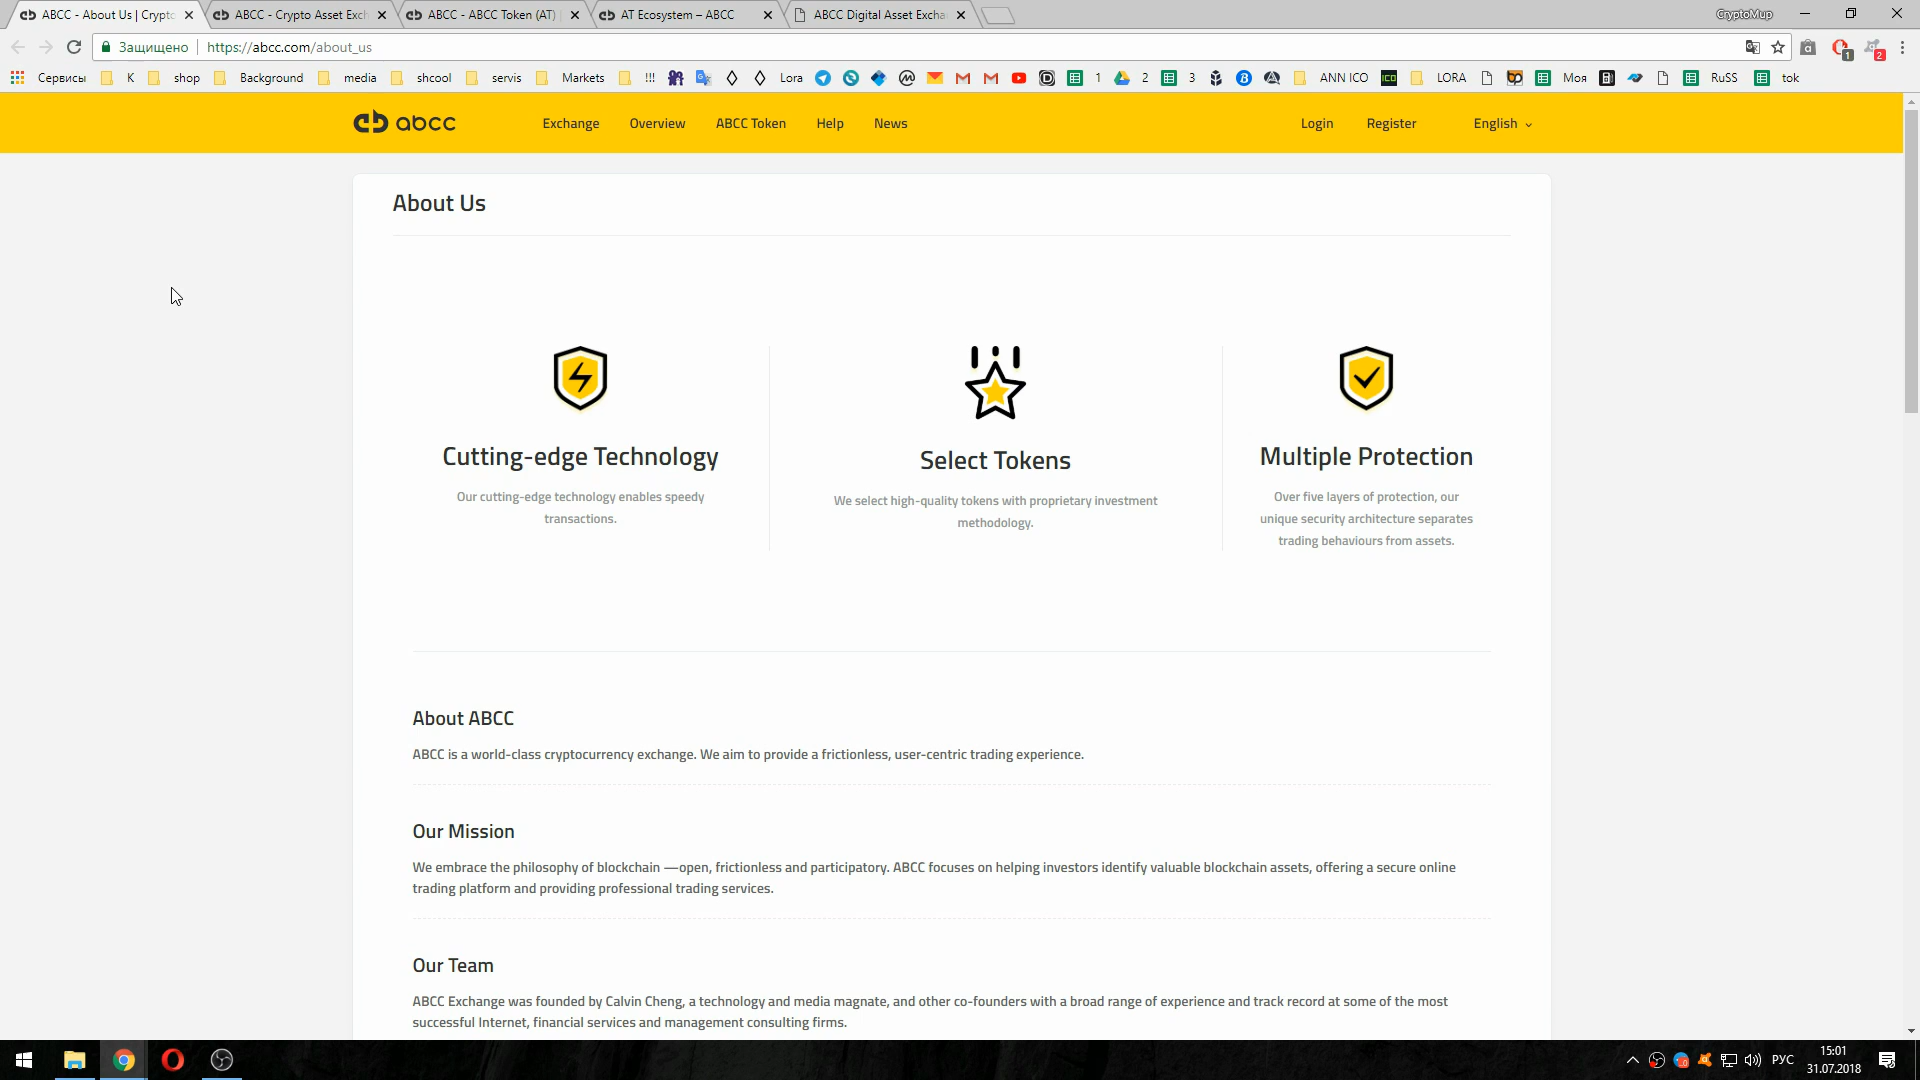 ABCC - About Us | Crypto
ABCC - Crypto Asset Exch
ABCC - ABCC Token (AT) |
AT Ecosystem – ABCC
ABCC Digital Asset Excha
CryptoMup
Защищено
https://abcc.com/about_us
1
2
Сервисы
K
shop
Background
media
shcool
servis
Markets
!!!
Lora
1
2
3
ANN ICO
ICO
LORA
Моя
RuSS
tok
abcc
Exchange
Overview
ABCC Token
Help
News
Login
Register
English
About Us
Cutting-edge Technology
Our cutting-edge technology enables speedy
transactions.
Select Tokens
We select high-quality tokens with proprietary investment
methodology.
Multiple Protection
Over five layers of protection, our
unique security architecture separates
trading behaviours from assets.
About ABCC
ABCC is a world-class cryptocurrency exchange. We aim to provide a frictionless, user-centric trading experience.
Our Mission
We embrace the philosophy of blockchain —open, frictionless and participatory. ABCC focuses on helping investors identify valuable blockchain assets, offering a secure online
trading platform and providing professional trading services.
Our Team
ABCC Exchange was founded by Calvin Cheng, a technology and media magnate, and other co-founders with a broad range of experience and track record at some of the most
successful Internet, financial services and management consulting firms.
РУС
15:01
31.07.2018